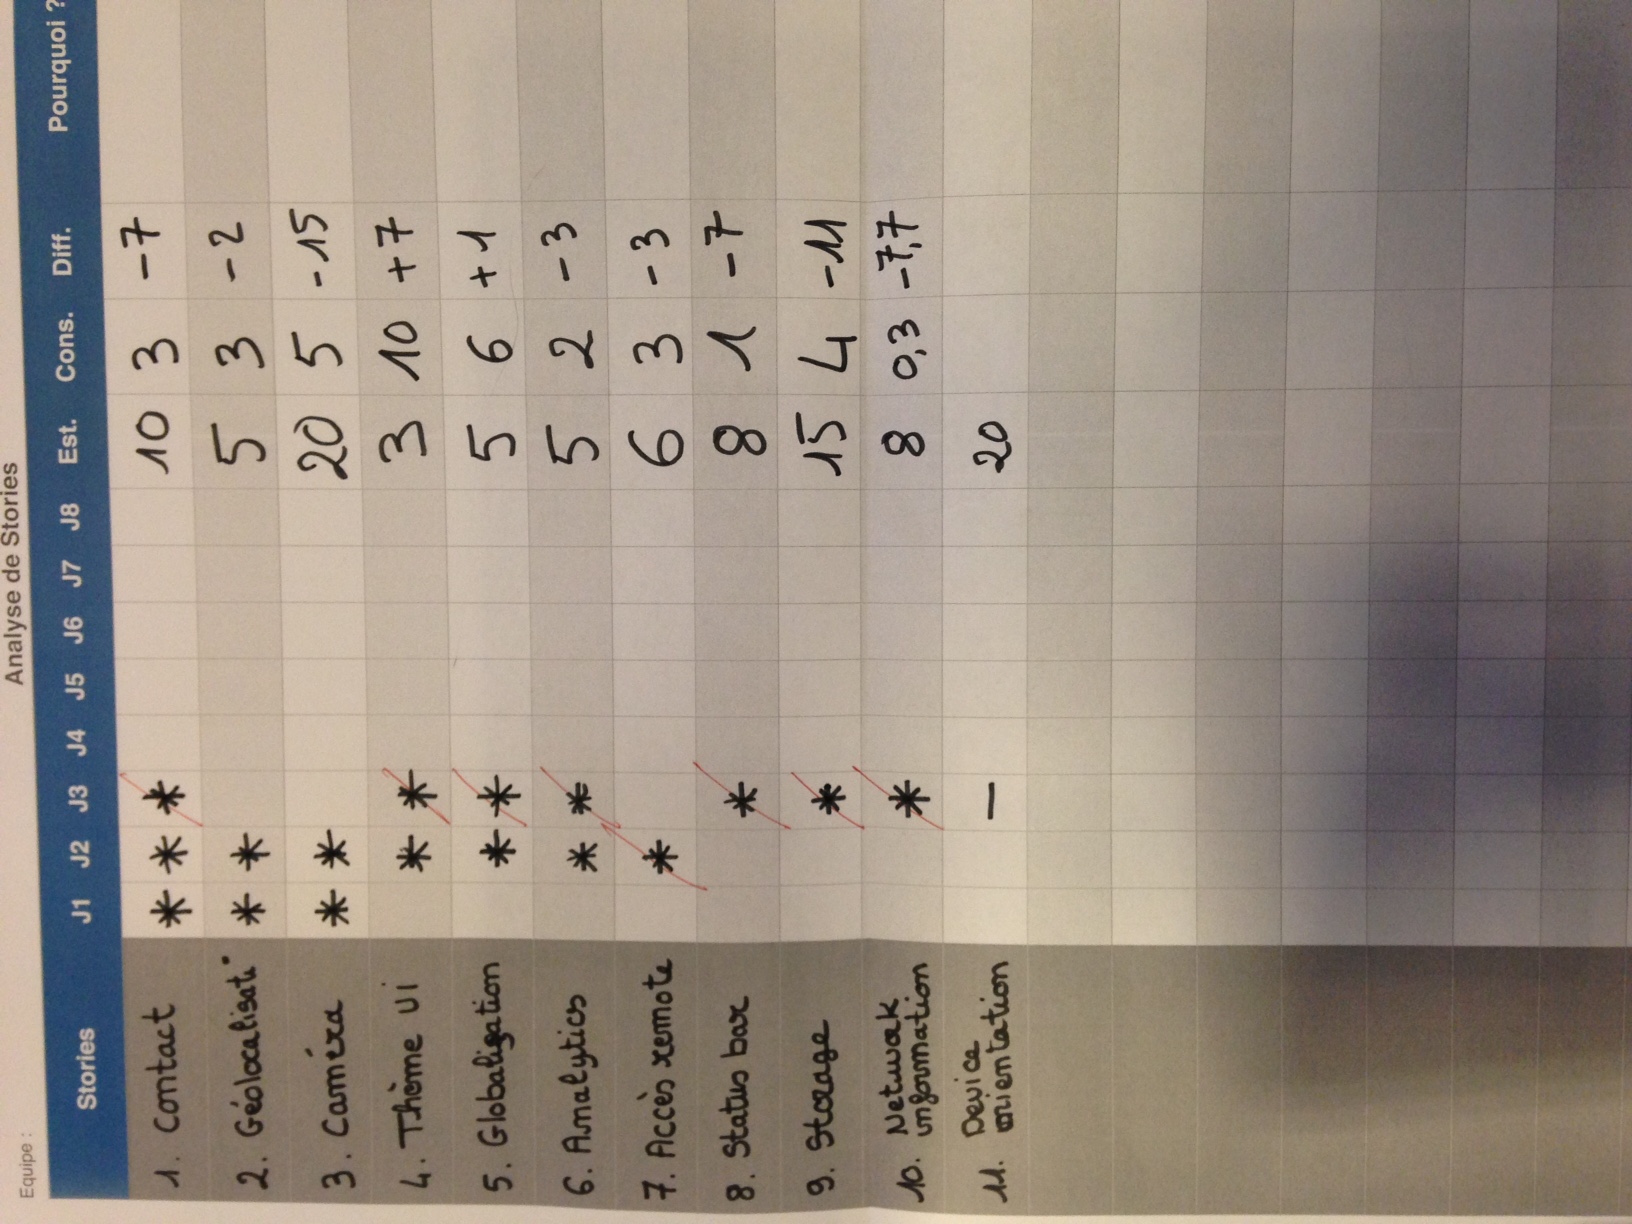 Analyse de Stories
Equipe :
Stories J1 J2 J3 J4 J5 J6 J7 J8 Est. Cons. Diff. Pourquoi ?
1. Contact * * * 10 3 -7
2. Géolocalisati° * * 5 3 -2
3. Caméra * * 20 5 -15
4. Thème UI * * 3 10 +7
5. Globalisation * * 5 6 +1
6. Analytics * * 5 2 -3
7. Accès remote * 6 3 -3
8. Status bar * 8 1 -7
9. Storage * 15 4 -11
10. Network
information * 8 0,3 -7,7
11. Device
orientation – 20